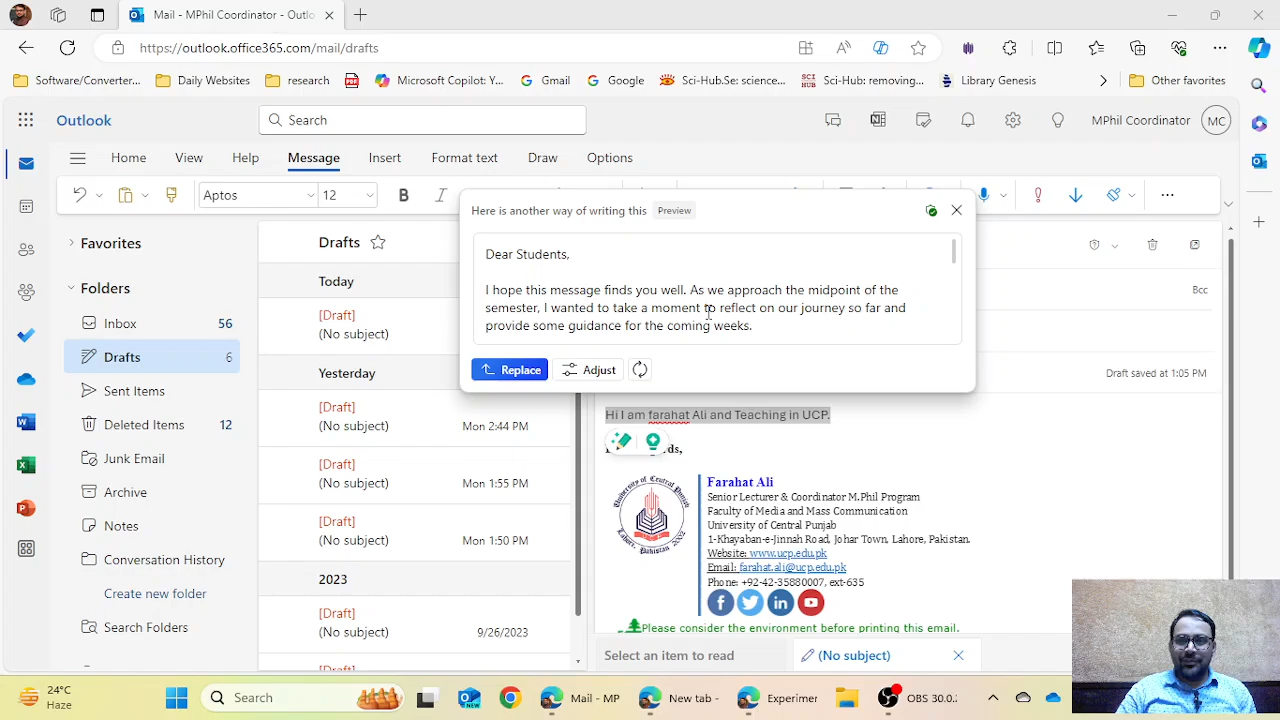 Mail - MPhil Coordinator - Outlo
https://outlook.office365.com/mail/drafts
Software/Converter...
Daily Websites
research
PDF
Microsoft Copilot: Y...
Gmail
Google
Sci-Hub.Se: science...
SCI HUB
Sci-Hub: removing...
Library Genesis
Other favorites
Outlook
Search
MPhil Coordinator
MC
Home
View
Help
Message
Insert
Format text
Draw
Options
Aptos
12
B
I
Here is another way of writing this
Preview
Dear Students,
I hope this message finds you well. As we approach the midpoint of the
semester, I wanted to take a moment to reflect on our journey so far and
provide some guidance for the coming weeks.
Replace
Adjust
Favorites
Folders
Inbox 56
Drafts 6
Sent Items
Deleted Items 12
Junk Email
Archive
Notes
Conversation History
Create new folder
Search Folders
Drafts
Today
[Draft]
(No subject)
Yesterday
[Draft]
(No subject) Mon 2:44 PM
[Draft]
(No subject) Mon 1:55 PM
[Draft]
(No subject) Mon 1:50 PM
2023
[Draft]
(No subject) 9/26/2023
[Draft]
Bcc
Draft saved at 1:05 PM
Hi I am farahat Ali and Teaching in UCP.
ds,
University of Central Punjab
Lahore, Pakistan
Farahat Ali
Senior Lecturer & Coordinator M.Phil Program
Faculty of Media and Mass Communication
University of Central Punjab
1-Khayaban-e-Jinnah Road, Johar Town, Lahore, Pakistan.
Website: www.ucp.edu.pk
Email: farahat.ali@ucp.edu.pk
Phone: +92-42-35880007, ext-635
Please consider the environment before printing this email.
Select an item to read
(No subject)
24°C
Haze
Search
Mail - MP
New tab -
Experimer
OBS 30.0.